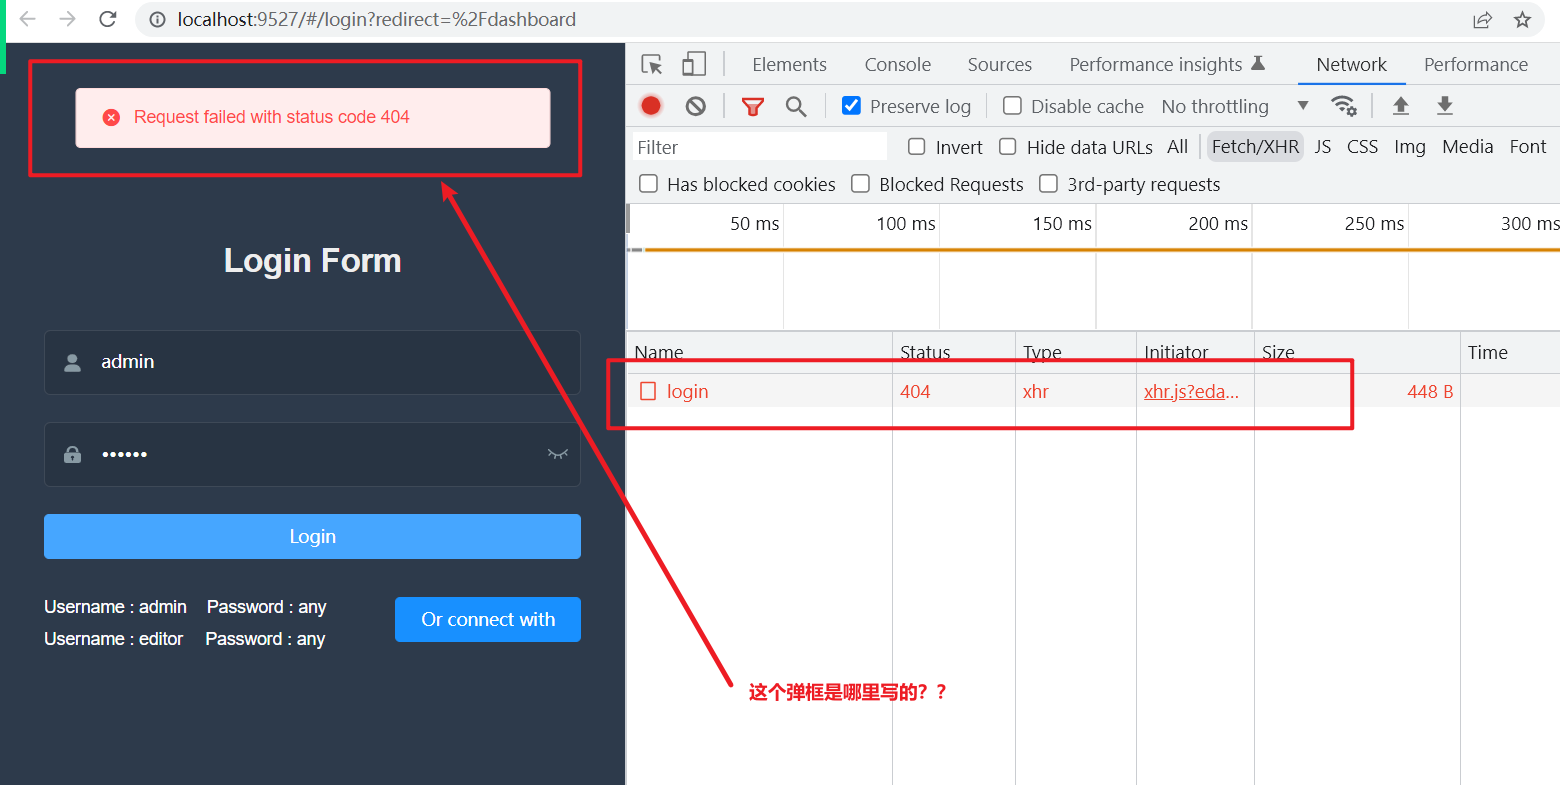 localhost:9527/#/login?redirect=%2Fdashboard
Request failed with status code 404
Login Form
admin
••••••
Login
Username : admin Password : any
Username : editor Password : any
Or connect with
Elements Console Sources Performance insights Network Performance
Preserve log Disable cache No throttling
Filter Invert Hide data URLs All Fetch/XHR JS CSS Img Media Font
Has blocked cookies Blocked Requests 3rd-party requests
50 ms 100 ms 150 ms 200 ms 250 ms 300 ms
Name Status Type Initiator Size Time
login 404 xhr xhr.js?eda... 448 B
这个弹框是哪里写的？？